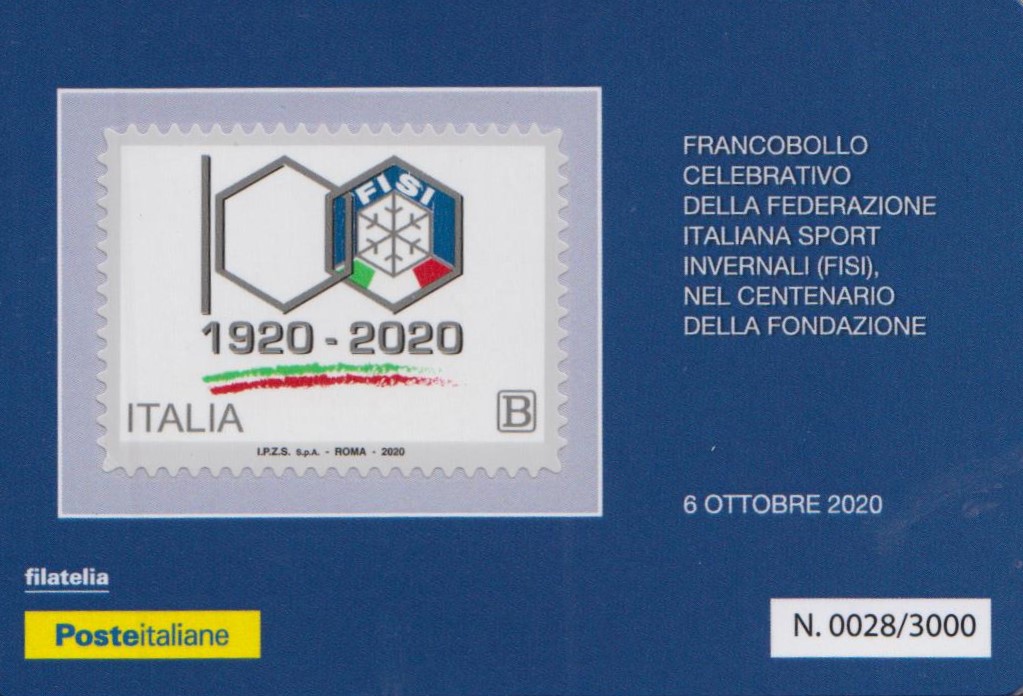 FISI
1920 - 2020
ITALIA
B
I.P.Z.S. S.p.A. - ROMA - 2020
FRANCOBOLLO
CELEBRATIVO
DELLA FEDERAZIONE
ITALIANA SPORT
INVERNALI (FISI),
NEL CENTENARIO
DELLA FONDAZIONE
6 OTTOBRE 2020
filatelia
Posteitaliane
N. 0028/3000